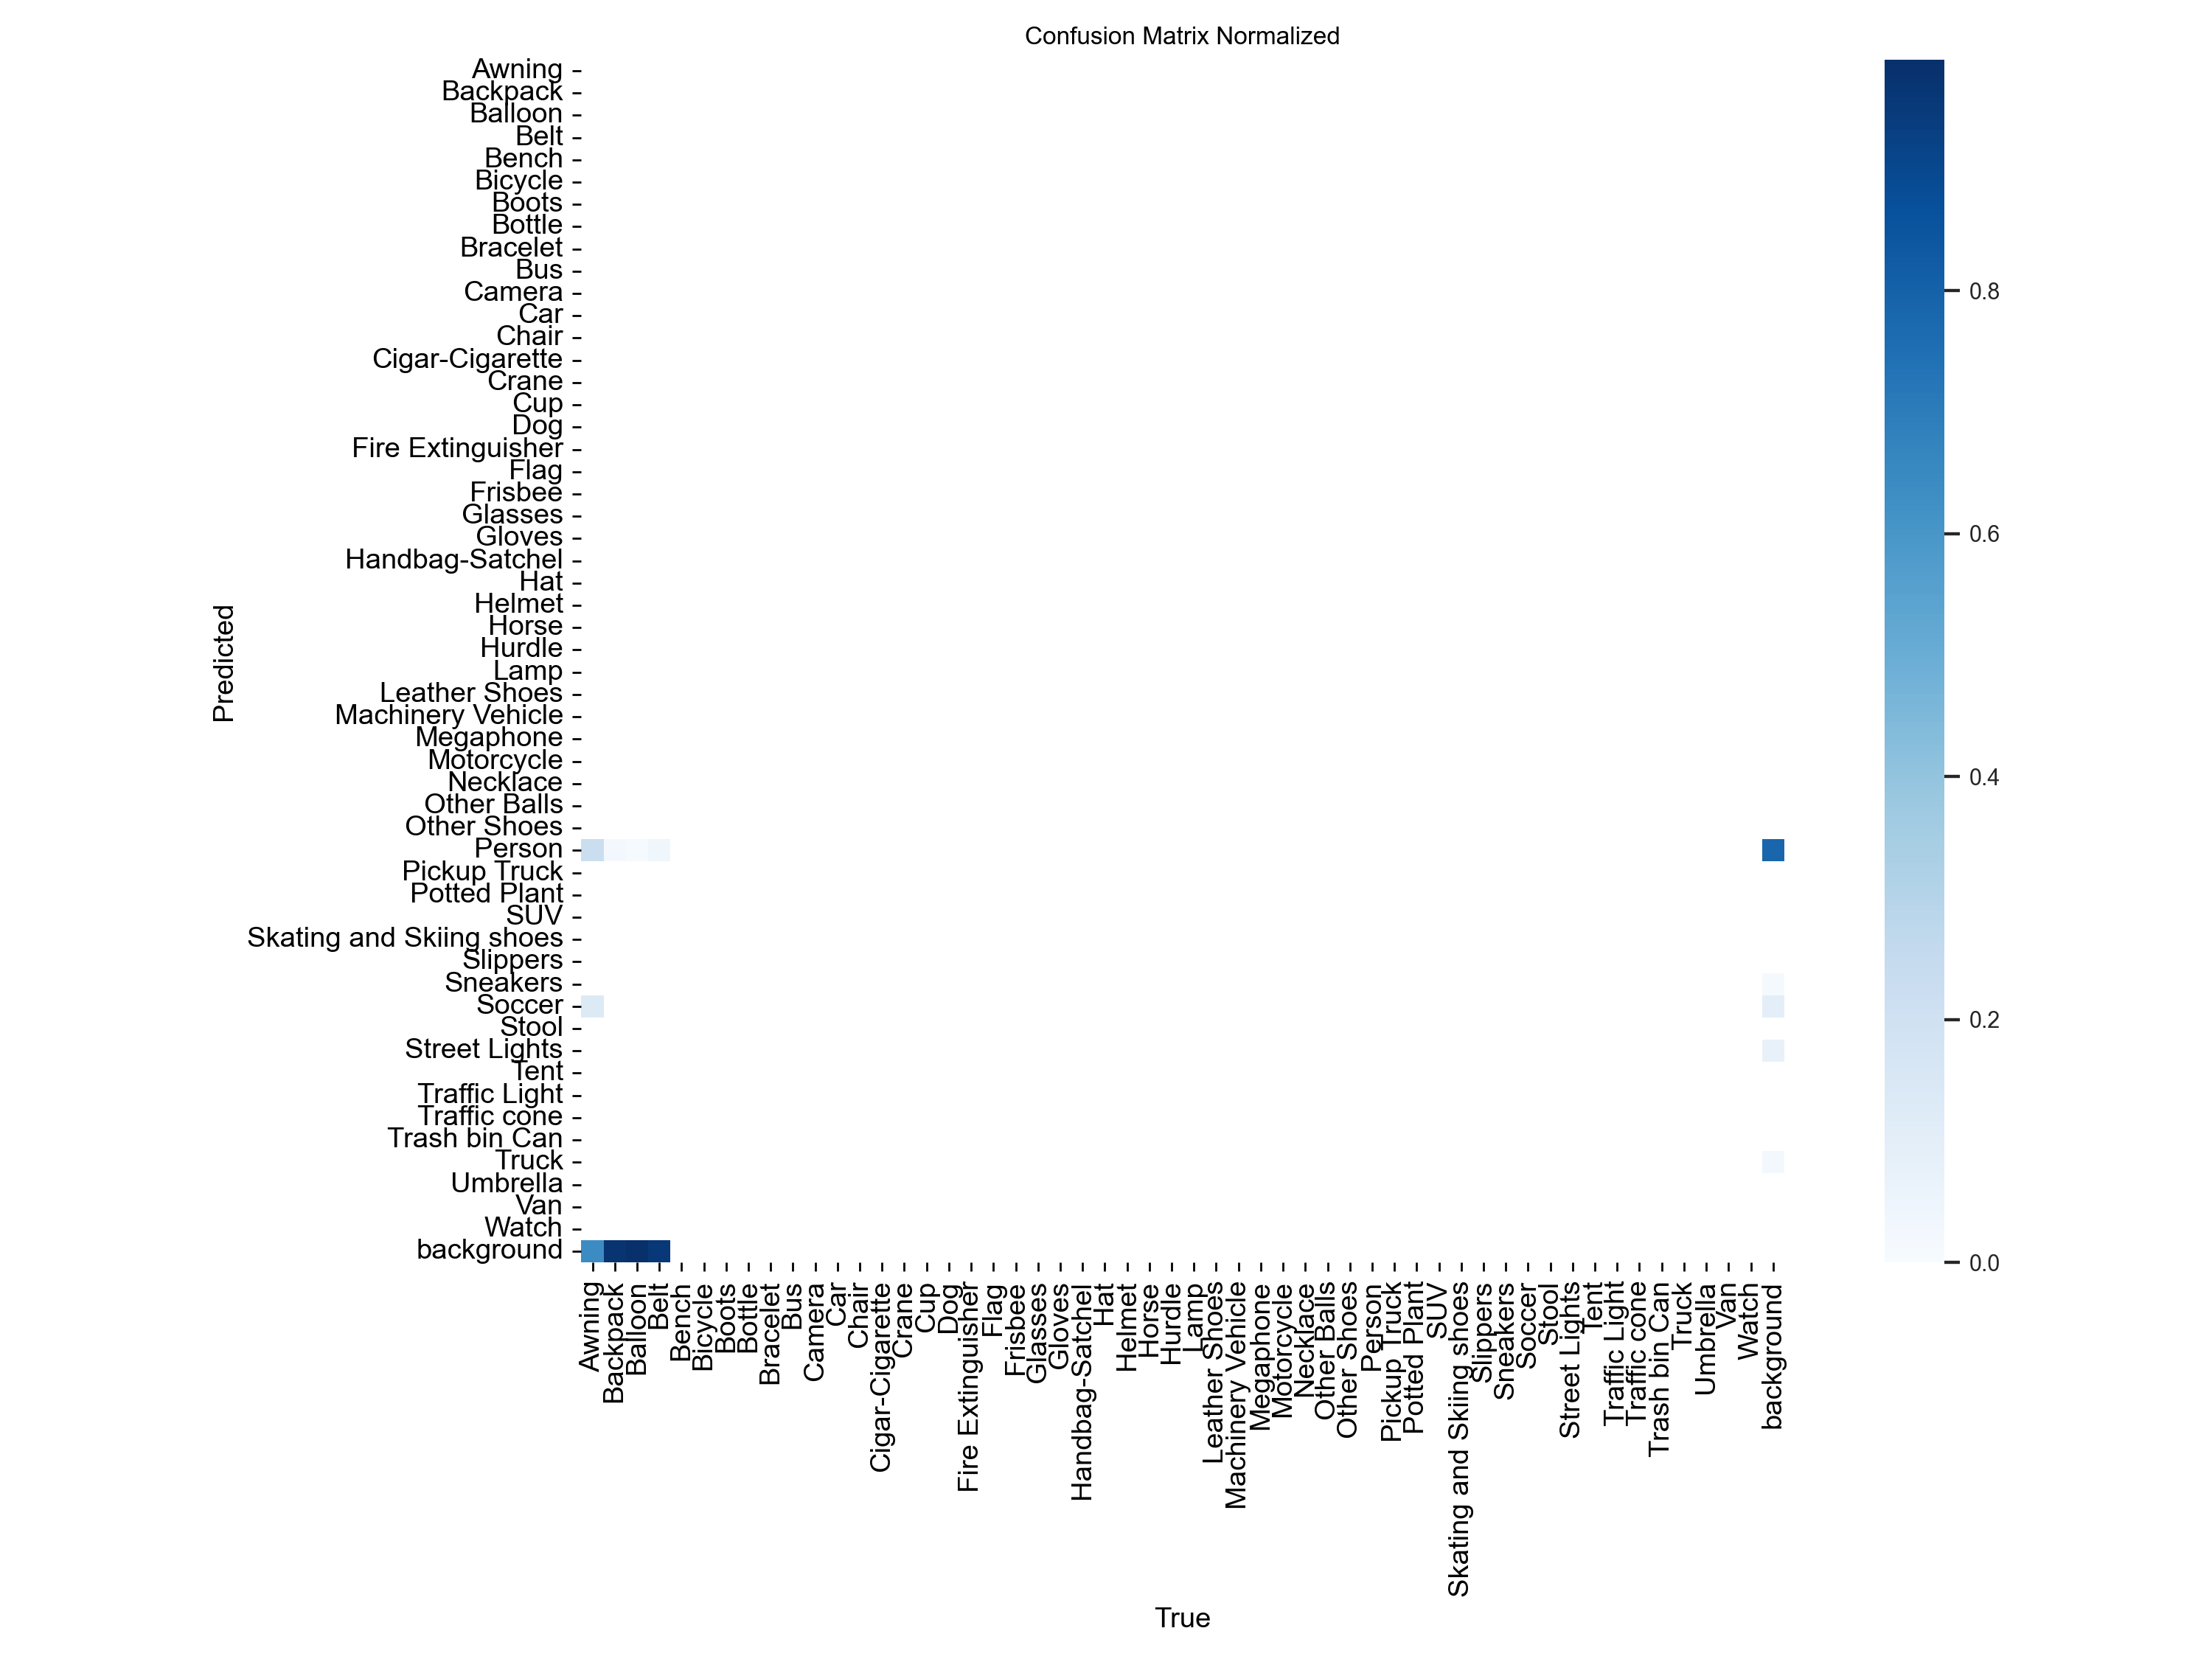 Confusion Matrix Normalized
Awning
Backpack
Balloon
Belt
Bench
Bicycle
Boots
Bottle
Bracelet
Bus
Camera
Car
Chair
Cigar-Cigarette
Crane
Cup
Dog
Fire Extinguisher
Flag
Frisbee
Glasses
Gloves
Handbag-Satchel
Hat
Helmet
Horse
Hurdle
Lamp
Leather Shoes
Machinery Vehicle
Megaphone
Motorcycle
Necklace
Other Balls
Other Shoes
Person
Pickup Truck
Potted Plant
SUV
Skating and Skiing shoes
Slippers
Sneakers
Soccer
Stool
Street Lights
Tent
Traffic Light
Traffic cone
Trash bin Can
Truck
Umbrella
Van
Watch
background
Predicted
Awning
Backpack
Balloon
Belt
Bench
Bicycle
Boots
Bottle
Bracelet
Bus
Camera
Car
Chair
Cigar-Cigarette
Crane
Cup
Dog
Fire Extinguisher
Flag
Frisbee
Glasses
Gloves
Handbag-Satchel
Hat
Helmet
Horse
Hurdle
Lamp
Leather Shoes
Machinery Vehicle
Megaphone
Motorcycle
Necklace
Other Balls
Other Shoes
Person
Pickup Truck
Potted Plant
SUV
Skating and Skiing shoes
Slippers
Sneakers
Soccer
Stool
Street Lights
Tent
Traffic Light
Traffic cone
Trash bin Can
Truck
Umbrella
Van
Watch
background
True
0.8
0.6
0.4
0.2
0.0